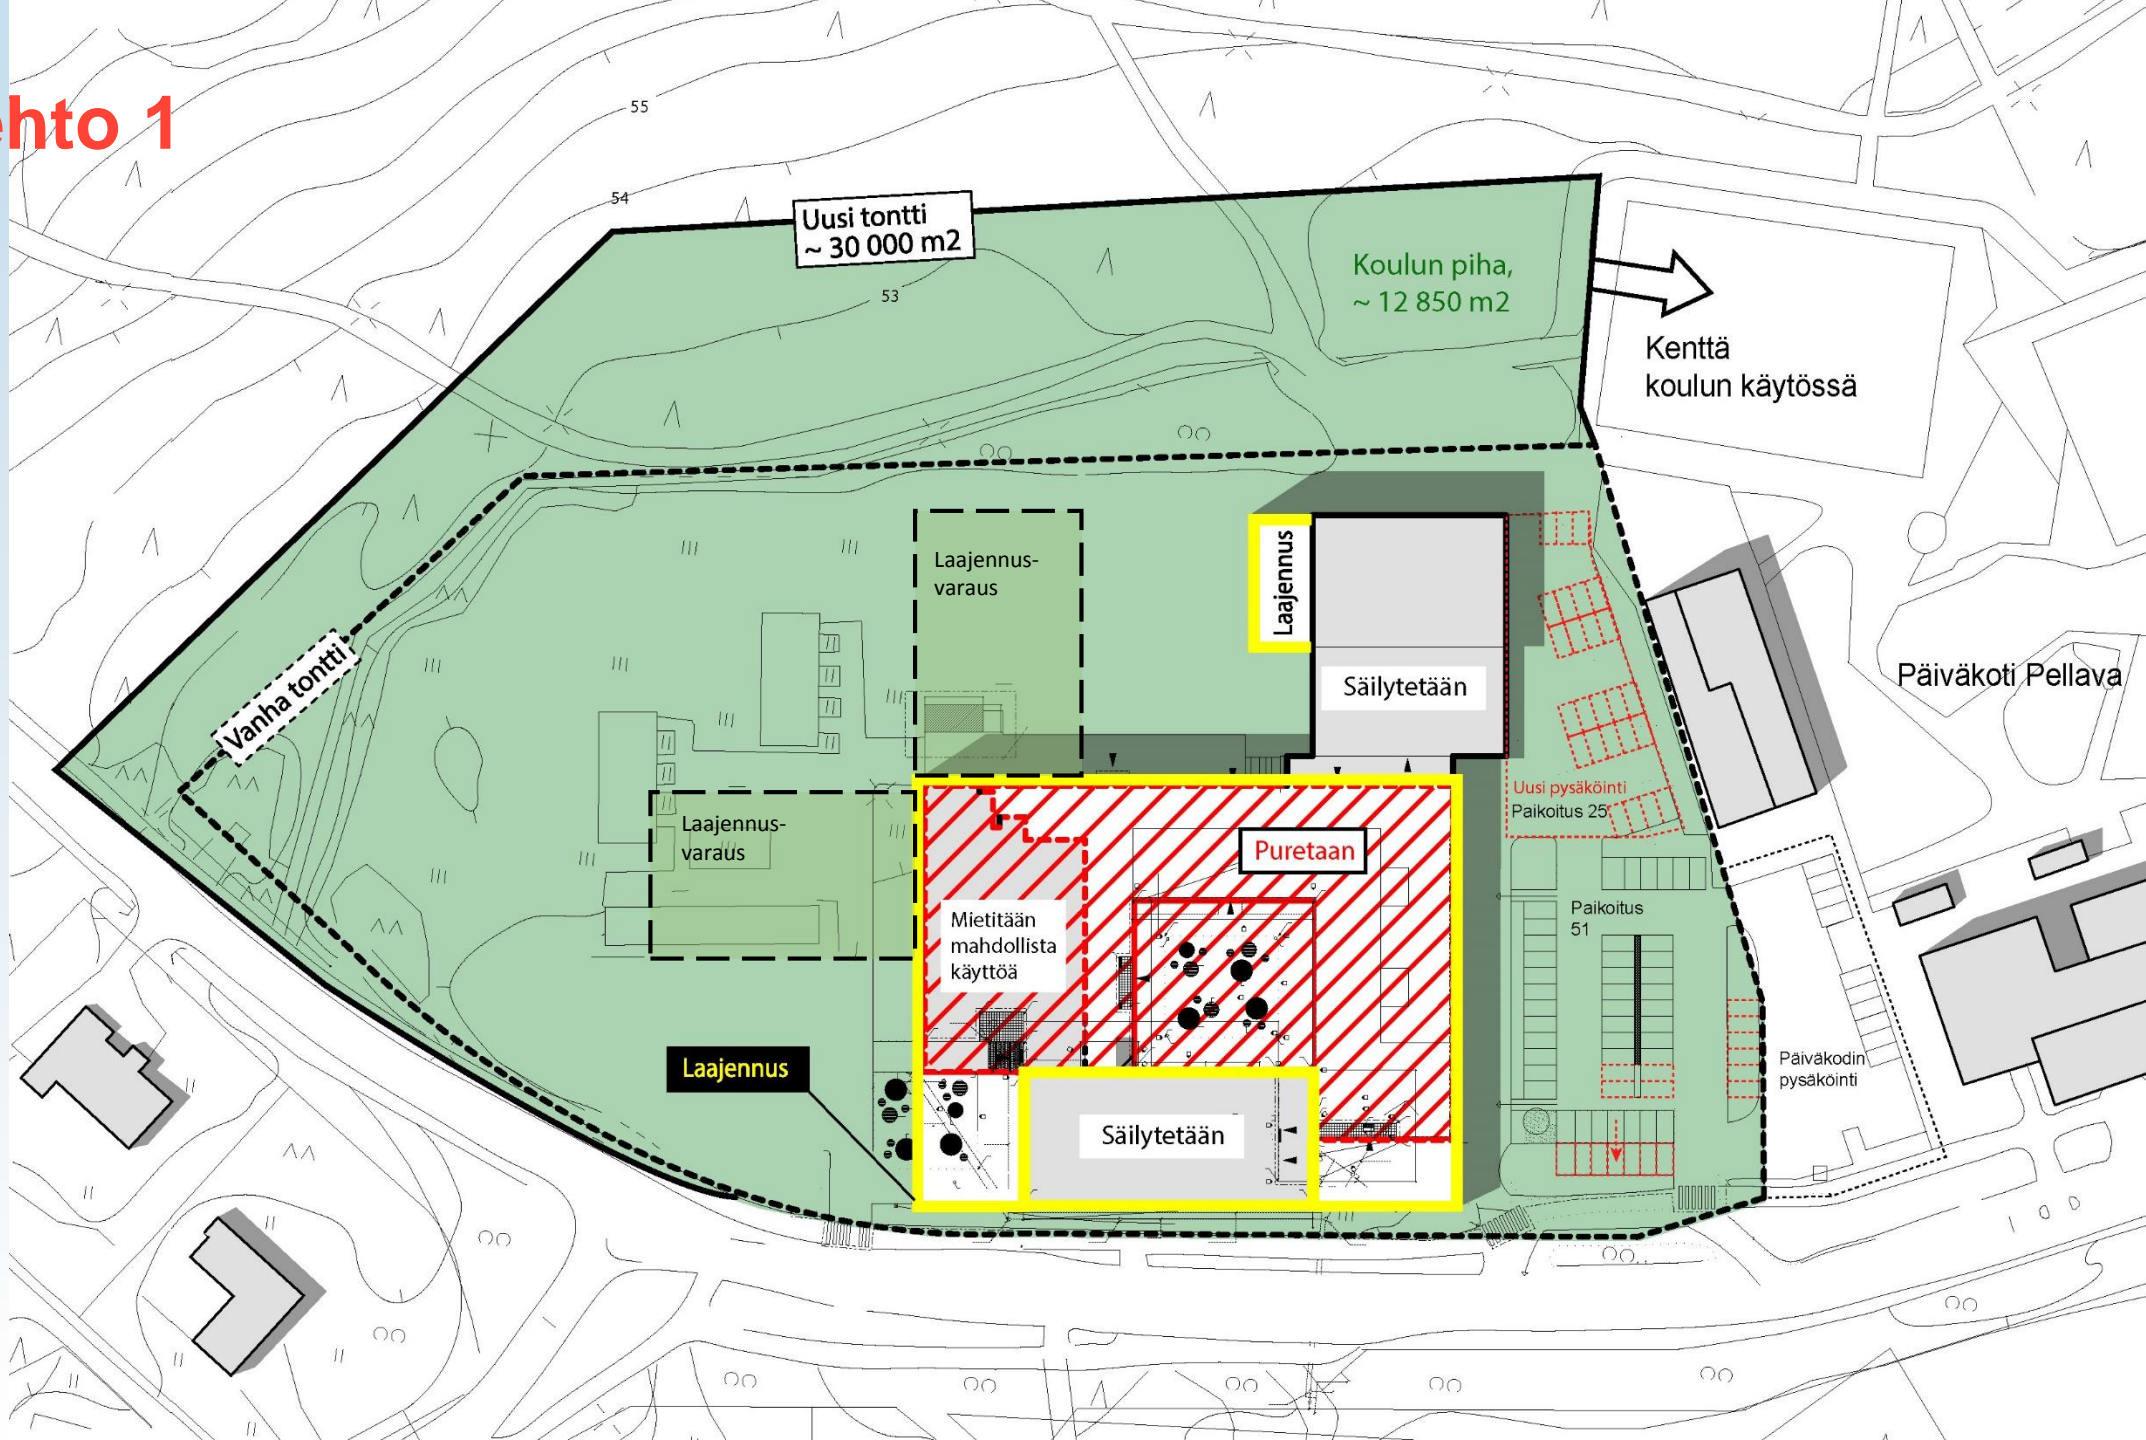 ehto 1
55
54
53
Uusi tontti
~ 30 000 m2
Koulun piha,
~ 12 850 m2
Kenttä
koulun käytössä
Laajennus-
varaus
Laajennus
Säilytetään
Vanha tontti
Päiväkoti Pellava
Uusi pysäköinti
Paikoitus 25
Laajennus-
varaus
Puretaan
Mietitään
mahdollista
käyttöä
Paikoitus
51
Laajennus
Säilytetään
Päiväkodin
pysäköinti